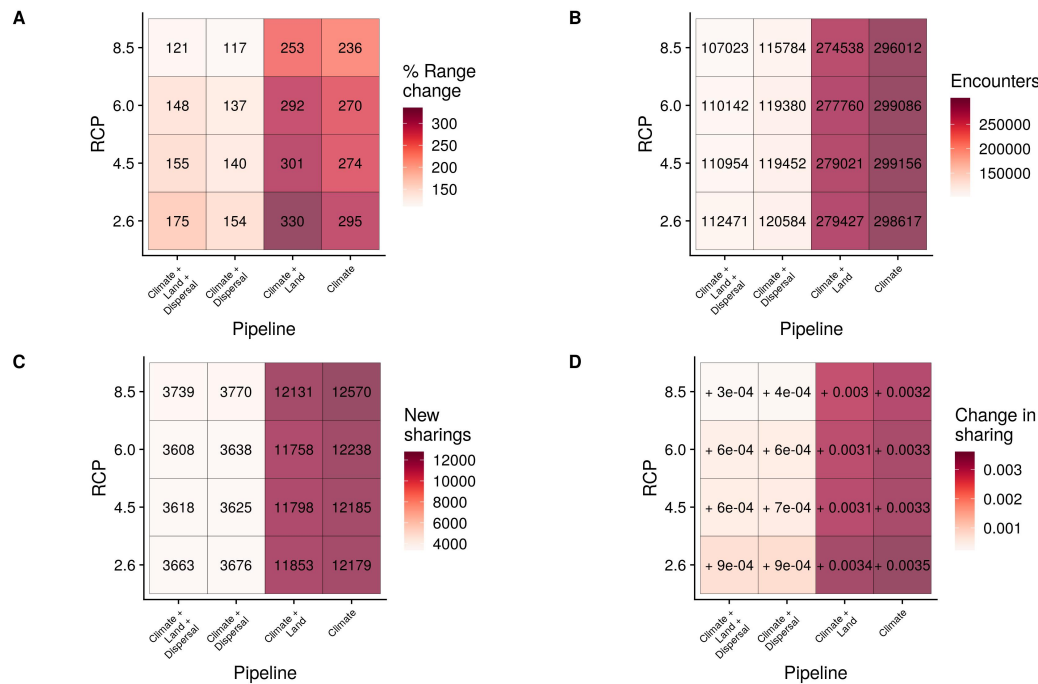 A
RCP
8.5
121 117 253 236
6.0
148 137 292 270
4.5
155 140 301 274
2.6
175 154 330 295
Climate +
Land +
Dispersal
Climate +
Dispersal
Climate +
Land
Climate
Pipeline
% Range
change
300
250
200
150
B
RCP
8.5
107023 115784 274538 296012
6.0
110142 119380 277760 299086
4.5
110954 119452 279021 299156
2.6
112471 120584 279427 298617
Climate +
Land +
Dispersal
Climate +
Dispersal
Climate +
Land
Climate
Pipeline
Encounters
250000
200000
150000
C
RCP
8.5
3739 3770 12131 12570
6.0
3608 3638 11758 12238
4.5
3618 3625 11798 12185
2.6
3663 3676 11853 12179
Climate +
Land +
Dispersal
Climate +
Dispersal
Climate +
Land
Climate
Pipeline
New
sharings
12000
10000
8000
6000
4000
D
RCP
8.5
+ 3e-04 + 4e-04 + 0.003 + 0.0032
6.0
+ 6e-04 + 6e-04 + 0.0031 + 0.0033
4.5
+ 6e-04 + 7e-04 + 0.0031 + 0.0033
2.6
+ 9e-04 + 9e-04 + 0.0034 + 0.0035
Climate +
Land +
Dispersal
Climate +
Dispersal
Climate +
Land
Climate
Pipeline
Change in
sharing
0.003
0.002
0.001